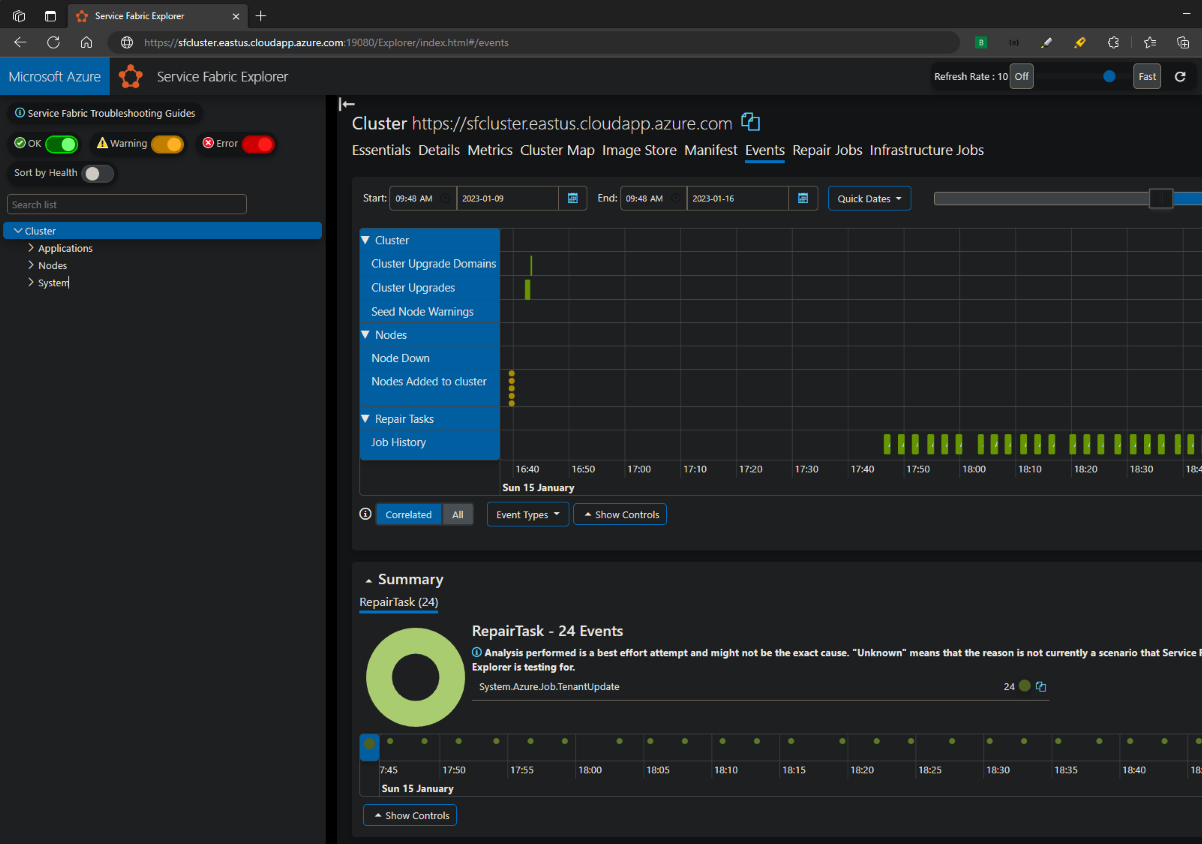 Service Fabric Explorer
https://sfcluster.eastus.cloudapp.azure.com:19080/Explorer/index.html#/events
Microsoft Azure
Service Fabric Explorer
Refresh Rate : 10 Off Fast
Service Fabric Troubleshooting Guides
OK Warning Error
Sort by Health
Search list
Cluster
Applications
Nodes
System
Cluster https://sfcluster.eastus.cloudapp.azure.com
Essentials Details Metrics Cluster Map Image Store Manifest Events Repair Jobs Infrastructure Jobs
Start: 09:48 AM 2023-01-09 End: 09:48 AM 2023-01-16 Quick Dates
Cluster
Cluster Upgrade Domains
Cluster Upgrades
Seed Node Warnings
Nodes
Node Down
Nodes Added to cluster
Repair Tasks
Job History
16:40 16:50 17:00 17:10 17:20 17:30 17:40 17:50 18:00 18:10 18:20 18:30 18:4
Sun 15 January
Correlated All Event Types Show Controls
Summary
RepairTask (24)
RepairTask - 24 Events
Analysis performed is a best effort attempt and might not be the exact cause. "Unknown" means that the reason is not currently a scenario that Service
Explorer is testing for.
System.Azure.Job.TenantUpdate 24
7:45 17:50 17:55 18:00 18:05 18:10 18:15 18:20 18:25 18:30 18:35 18:40 18:
Sun 15 January
Show Controls